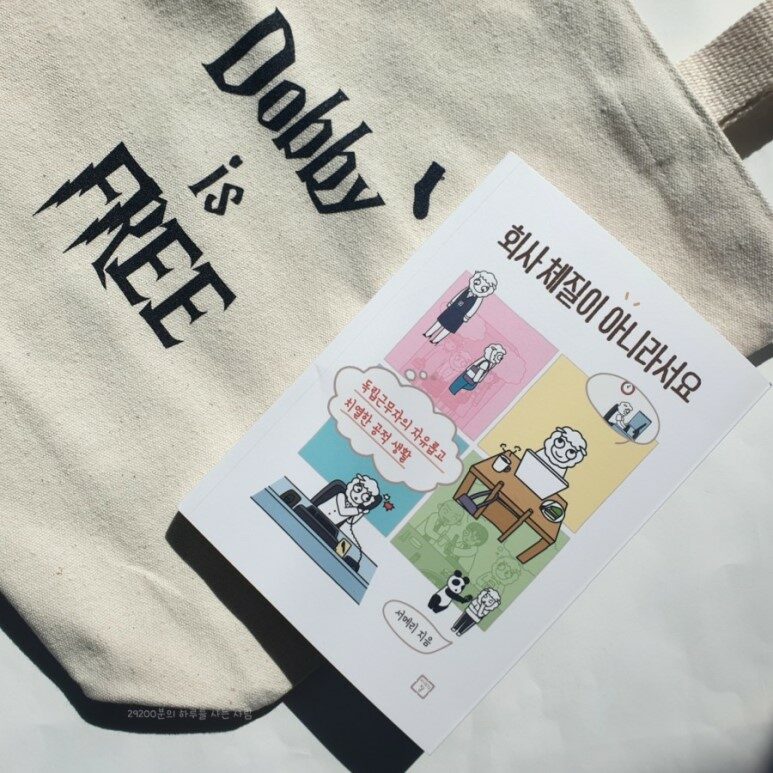 Dobby
is
FREE
회사 체질이 아니라서요
독립근무자의 자유롭고
치열한 공적 생활
서메리 지음
29200분의 하루를 사는 사람